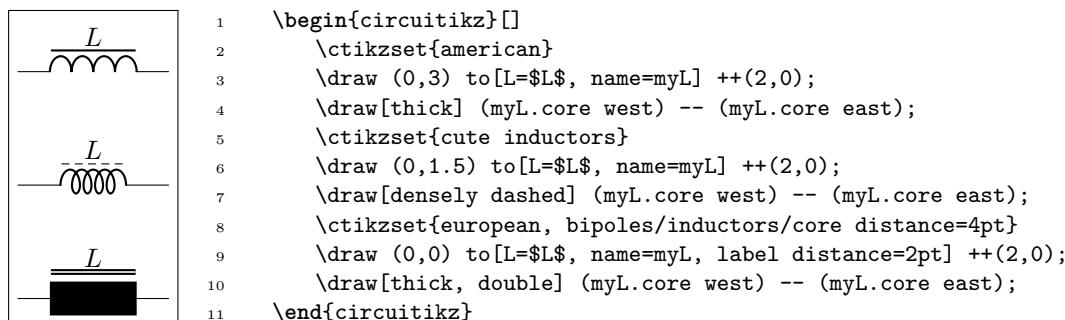 L
L
L
1 \begin{circuitikz}[]
2 \ctikzset{american}
3 \draw (0,3) to[L=$L$, name=myL] ++(2,0);
4 \draw[thick] (myL.core west) -- (myL.core east);
5 \ctikzset{cute inductors}
6 \draw (0,1.5) to[L=$L$, name=myL] ++(2,0);
7 \draw[densely dashed] (myL.core west) -- (myL.core east);
8 \ctikzset{european, bipoles/inductors/core distance=4pt}
9 \draw (0,0) to[L=$L$, name=myL, label distance=2pt] ++(2,0);
10 \draw[thick, double] (myL.core west) -- (myL.core east);
11 \end{circuitikz}